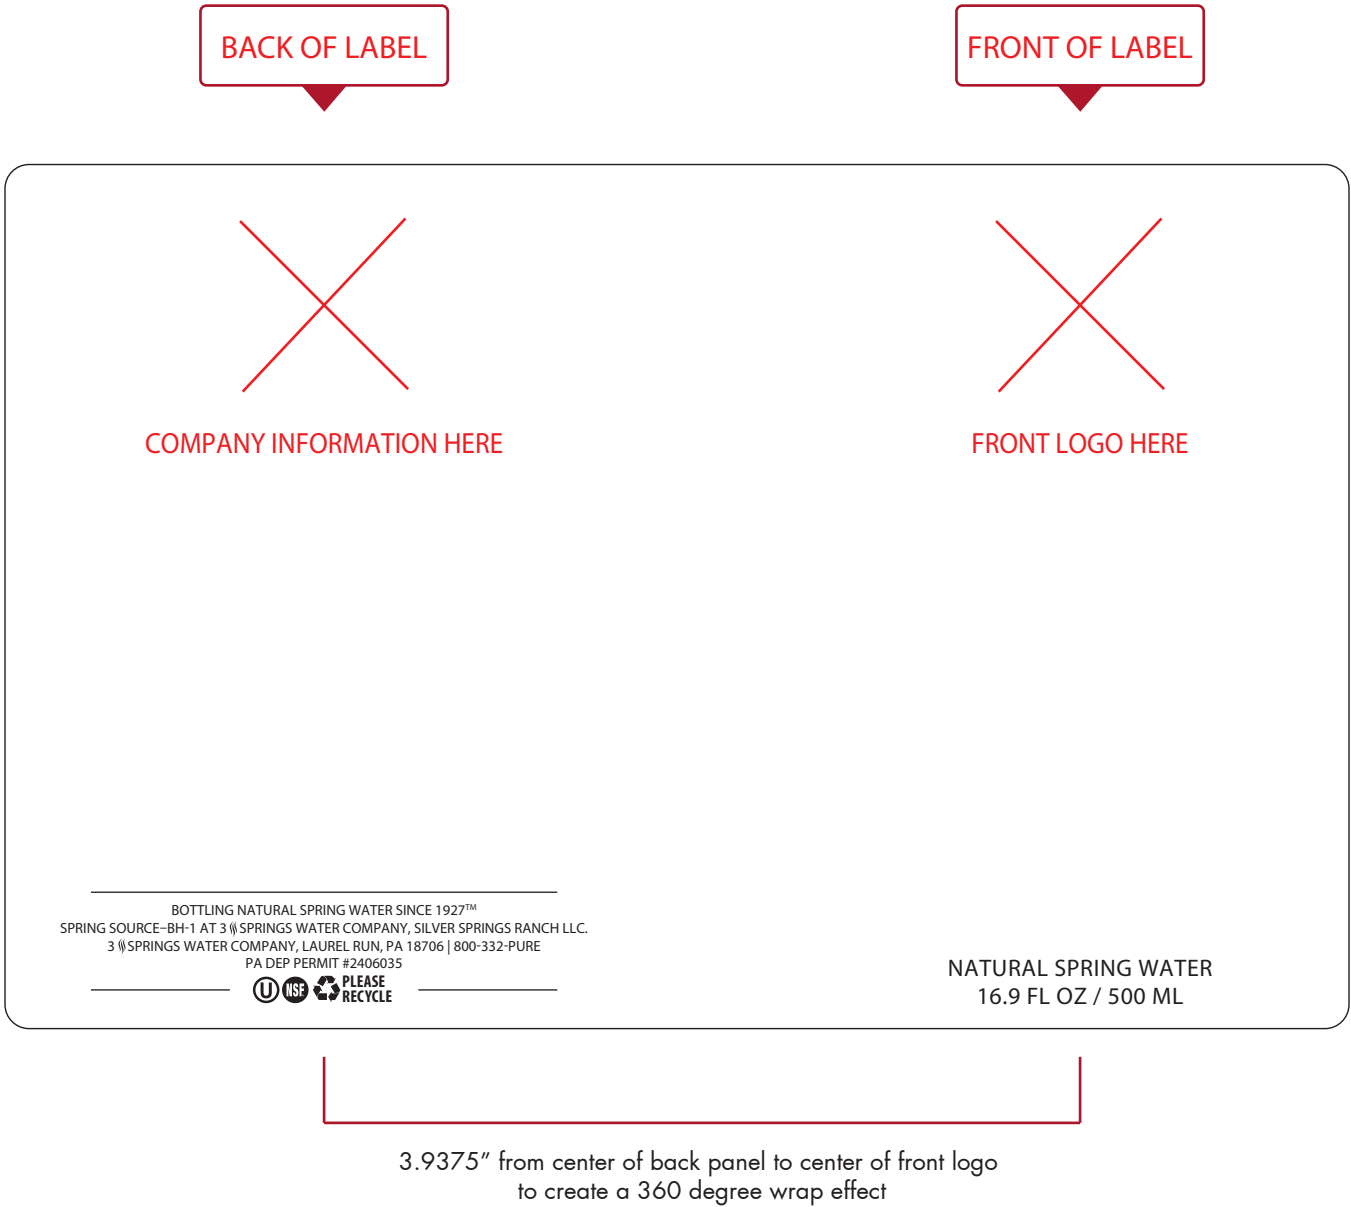 BACK OF LABEL
FRONT OF LABEL
COMPANY INFORMATION HERE
FRONT LOGO HERE
BOTTLING NATURAL SPRING WATER SINCE 1927™
SPRING SOURCE–BH-1 AT 3 SPRINGS WATER COMPANY, SILVER SPRINGS RANCH LLC.
3 SPRINGS WATER COMPANY, LAUREL RUN, PA 18706 | 800-332-PURE
PA DEP PERMIT #2406035
U NSF PLEASE
RECYCLE
NATURAL SPRING WATER
16.9 FL OZ / 500 ML
3.9375” from center of back panel to center of front logo
to create a 360 degree wrap effect